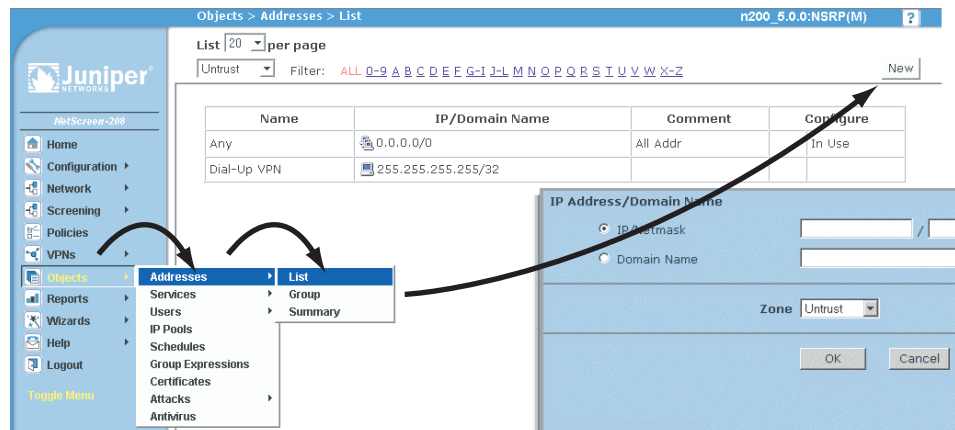 Objects > Addresses > List
n200_5.0.0:NSRP(M)
?
List 20 per page
Untrust
Filter: ALL 0-9 A B C D E F G-I J-L M N O P Q R S T U V W X-Z
New
Juniper
NETWORKS
NetScreen-208
Home
Configuration
Network
Screening
Policies
VPNs
Objects
Reports
Wizards
Help
Logout
Toggle Menu
Name IP/Domain Name Comment Configure
Any 0.0.0.0/0 All Addr In Use
Dial-Up VPN 255.255.255.255/32
Addresses
Services
Users
IP Pools
Schedules
Group Expressions
Certificates
Attacks
Antivirus
List
Group
Summary
IP Address/Domain Name
IP/Netmask /
Domain Name
Zone Untrust
OK Cancel